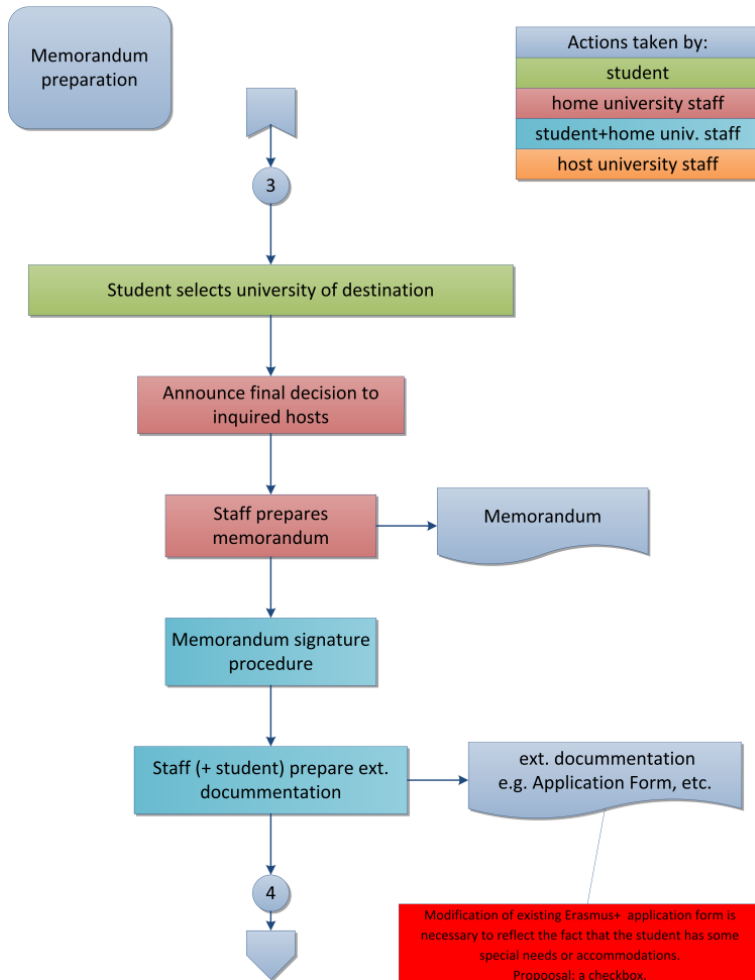 Memorandum
preparation
Actions taken by:
student
home university staff
student+home univ. staff
host university staff
3
Student selects university of destination
Announce final decision to
inquired hosts
Staff prepares
memorandum
Memorandum
Memorandum signature
procedure
Staff (+ student) prepare ext.
docummentation
ext. docummentation
e.g. Application Form, etc.
4
Modification of existing Erasmus+ application form is
necessary to reflect the fact that the student has some
special needs or accommodations.
Propposal: a checkbox.